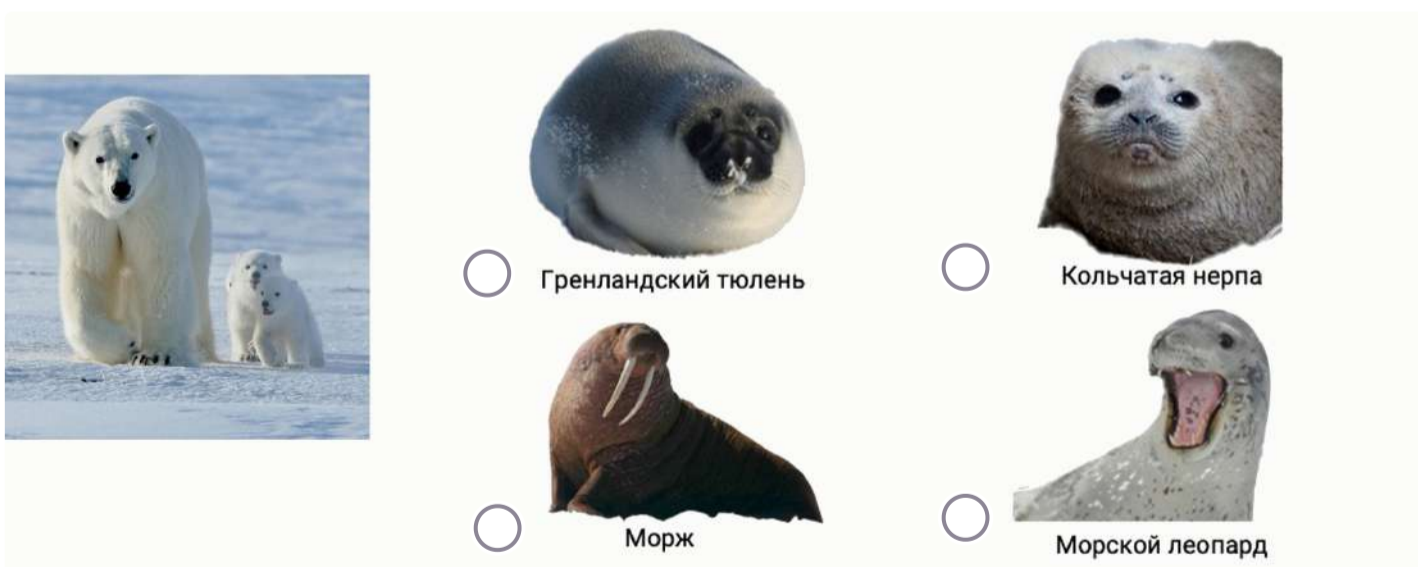 Гренландский тюлень
Кольчатая нерпа
Морж
Морской леопард